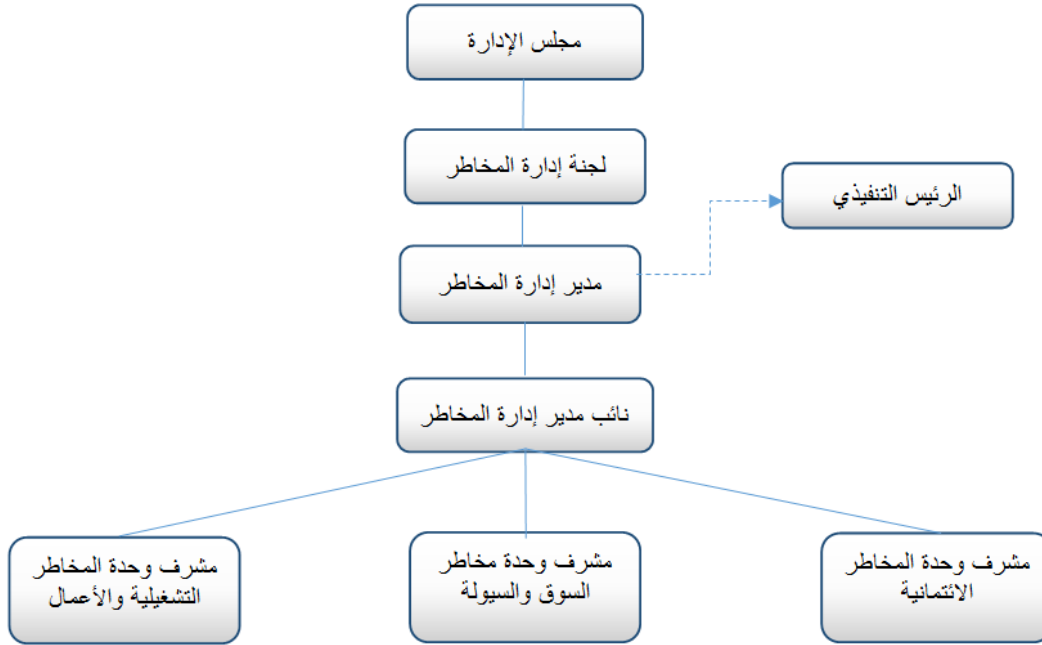 مجلس الإدارة
لجنة إدارة المخاطر
الرئيس التنفيذي
مدير إدارة المخاطر
نائب مدير إدارة المخاطر
مشرف وحدة المخاطر
الائتمانية
مشرف وحدة مخاطر
السوق والسيولة
مشرف وحدة المخاطر
التشغيلية والأعمال